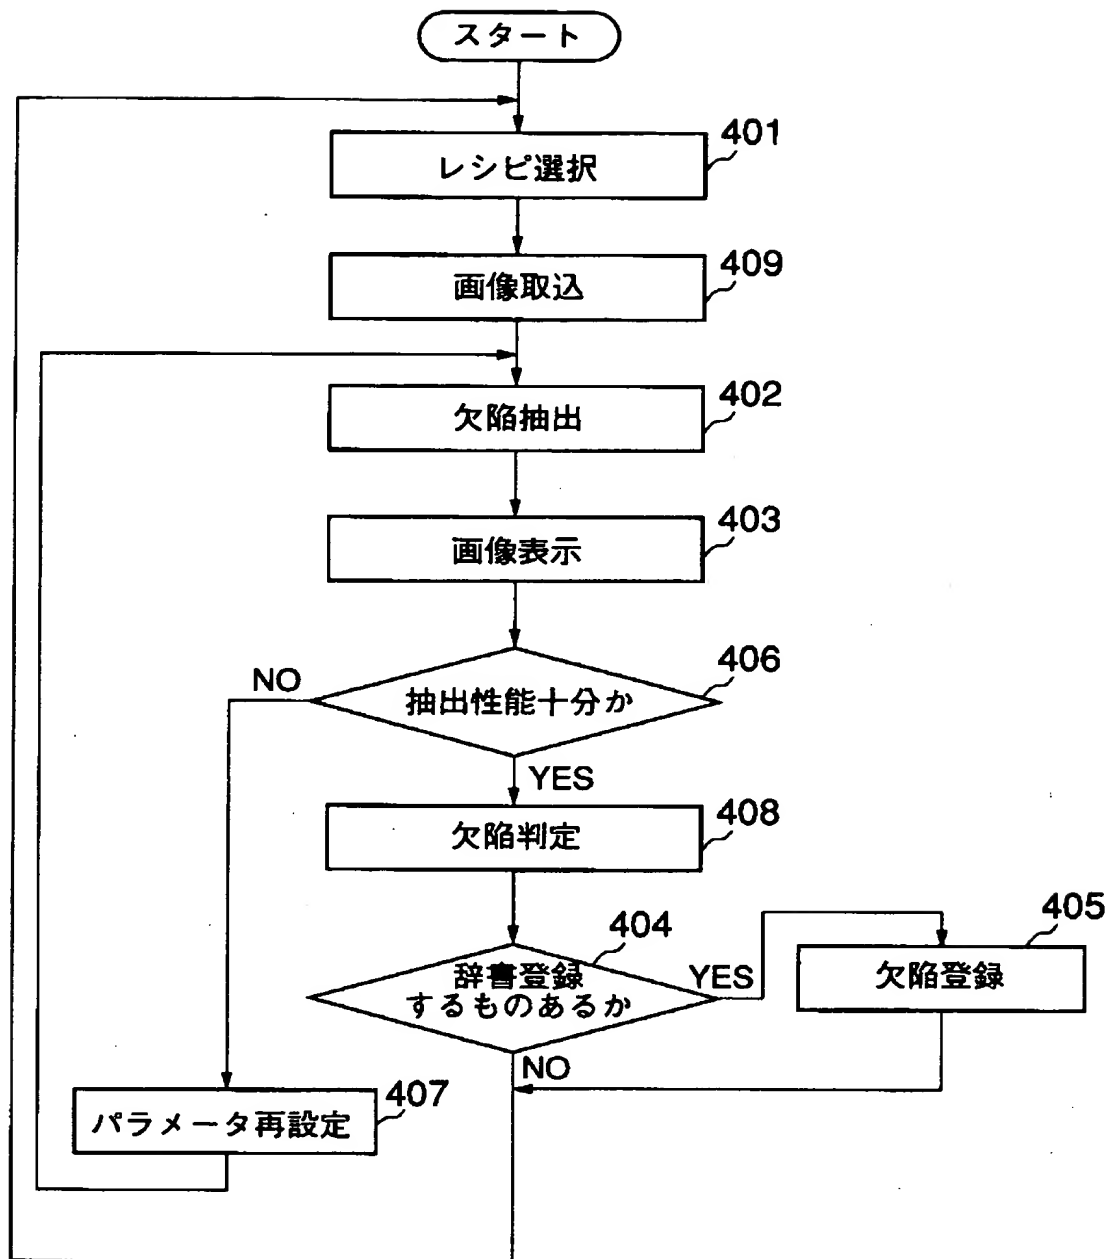 スタート
401
レシピ選択
409
画像取込
402
欠陥抽出
403
画像表示
406
NO
抽出性能十分か
YES
408
欠陥判定
404
405
辞書登録
するものあるか
YES
欠陥登録
NO
407
パラメータ再設定